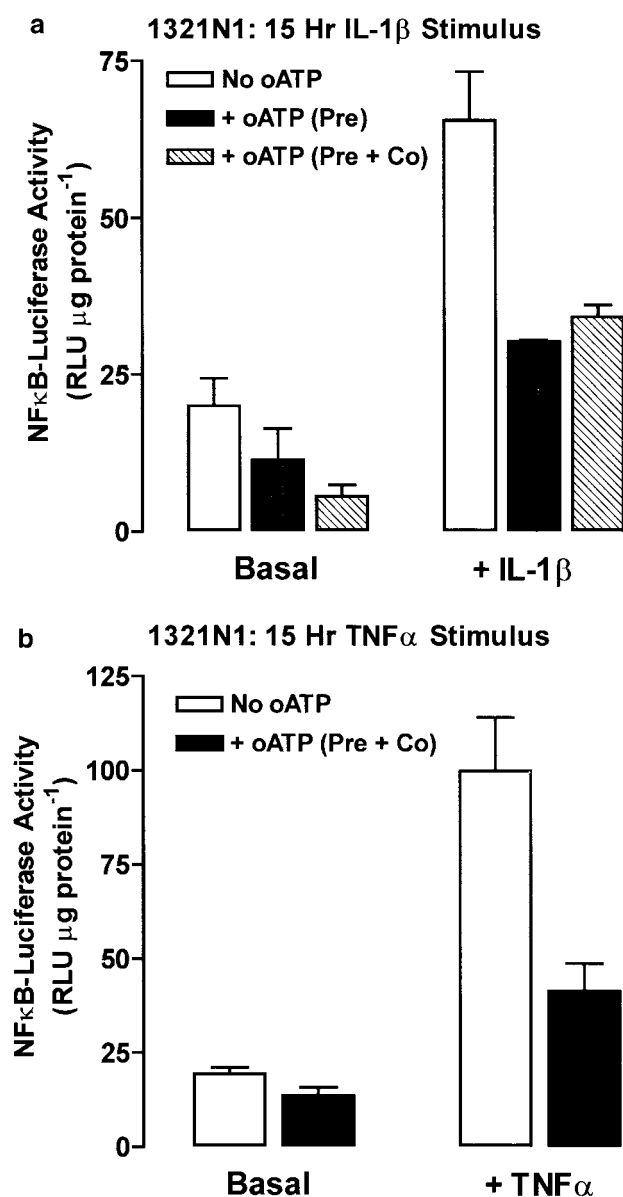 a
1321N1: 15 Hr IL-1β Stimulus
NFκB-Luciferase Activity
(RLU μg protein⁻¹)
75
50
25
0
No oATP
+ oATP (Pre)
+ oATP (Pre + Co)
Basal
+ IL-1β
b
1321N1: 15 Hr TNFα Stimulus
NFκB-Luciferase Activity
(RLU μg protein⁻¹)
125
100
75
50
25
0
No oATP
+ oATP (Pre + Co)
Basal
+ TNFα